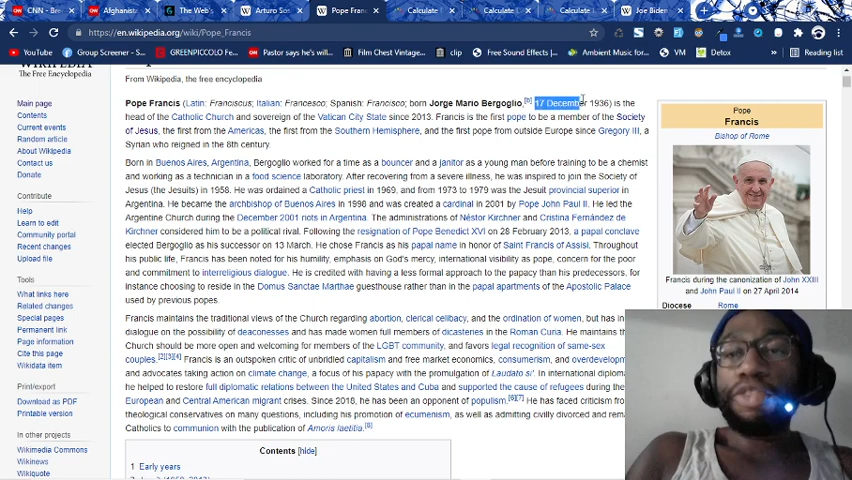 CNN - Bre
Afghanista
The Web's
Arturo Sos
Pope Franc
Calculate L
Calculate t
Calculate t
Joe Biden
en.wikipedia.org/wiki/Pope_Francis
YouTube
Group Screener - St...
GREENPICCOLO Fe...
Pastor says he's will...
Film Chest Vintage...
Bible
Ambient Music for...
VM
Detox
Reading list
The Free Encyclopedia
From Wikipedia, the free encyclopedia
Main page
Contents
Current events
Random article
About Wikipedia
Contact us
Donate
Contribute
Help
Learn to edit
Community portal
Recent changes
Upload file
Tools
What links here
Related changes
Special pages
Permanent link
Page information
Cite this page
Wikidata item
Print/export
Download as PDF
Printable version
In other projects
Wikimedia Commons
Wikinews
Wikiquote
Pope Francis (Latin: Franciscus; Italian: Francesco; Spanish: Francisco; born Jorge Mario Bergoglio,[b] 17 December 1936) is the
head of the Catholic Church and sovereign of the Vatican City State since 2013. Francis is the first pope to be a member of the Society
of Jesus, the first from the Americas, the first from the Southern Hemisphere, and the first pope from outside Europe since Gregory III, a
Syrian who reigned in the 8th century.
Born in Buenos Aires, Argentina, Bergoglio worked for a time as a bouncer and a janitor as a young man before training to be a chemist
and working as a technician in a food science laboratory. After recovering from a severe illness, he was inspired to join the Society of
Jesus (the Jesuits) in 1958. He was ordained a Catholic priest in 1969, and from 1973 to 1979 was the Jesuit provincial superior in
Argentina. He became the archbishop of Buenos Aires in 1998 and was created a cardinal in 2001 by Pope John Paul II. He led the
Argentine Church during the December 2001 riots in Argentina. The administrations of Néstor Kirchner and Cristina Fernández de
Kirchner considered him to be a political rival. Following the resignation of Pope Benedict XVI on 28 February 2013, a papal conclave
elected Bergoglio as his successor on 13 March. He chose Francis as his papal name in honor of Saint Francis of Assisi. Throughout
his public life, Francis has been noted for his humility, emphasis on God's mercy, international visibility as pope, concern for the poor
and commitment to interreligious dialogue. He is credited with having a less formal approach to the papacy than his predecessors, for
instance choosing to reside in the Domus Sanctae Marthae guesthouse rather than in the papal apartments of the Apostolic Palace
used by previous popes.
Francis maintains the traditional views of the Church regarding abortion, clerical celibacy, and the ordination of women, but has in
dialogue on the possibility of deaconesses and has made women full members of dicasteries in the Roman Curia. He maintains th
Church should be more open and welcoming for members of the LGBT community, and favors legal recognition of same-sex
couples.[2][3][4] Francis is an outspoken critic of unbridled capitalism and free market economics, consumerism, and overdevelopm
and advocates taking action on climate change, a focus of his papacy with the promulgation of Laudato si'. In international diplom
he helped to restore full diplomatic relations between the United States and Cuba and supported the cause of refugees during the
European and Central American migrant crises. Since 2018, he has been an opponent of populism.[6][7] He has faced criticism fro
theological conservatives on many questions, including his promotion of ecumenism, as well as admitting civilly divorced and rema
Catholics to communion with the publication of Amoris laetitia.[8]
Contents [hide]
1 Early years
Pope
Francis
Bishop of Rome
Francis during the canonization of John XXIII
and John Paul II on 27 April 2014
Diocese Rome